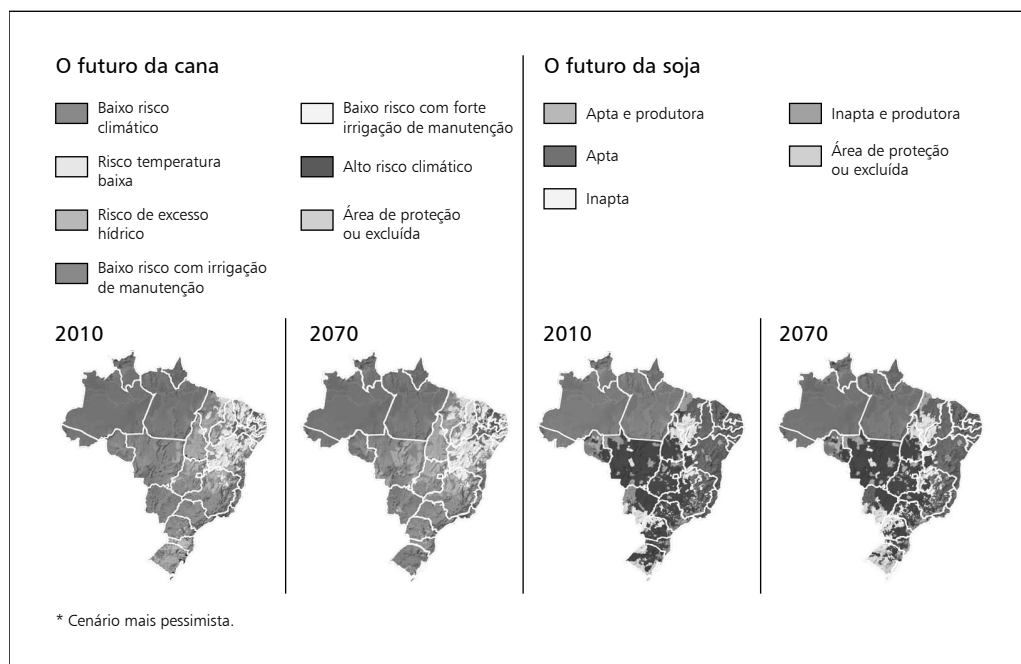 O futuro da cana
Baixo risco
climático
Risco temperatura
baixa
Risco de excesso
hídrico
Baixo risco com irrigação
de manutenção
Baixo risco com forte
irrigação de manutenção
Alto risco climático
Área de proteção
ou excluída
2010
2070
O futuro da soja
Apta e produtora
Apta
Inapta
Inapta e produtora
Área de proteção
ou excluída
2010
2070
* Cenário mais pessimista.